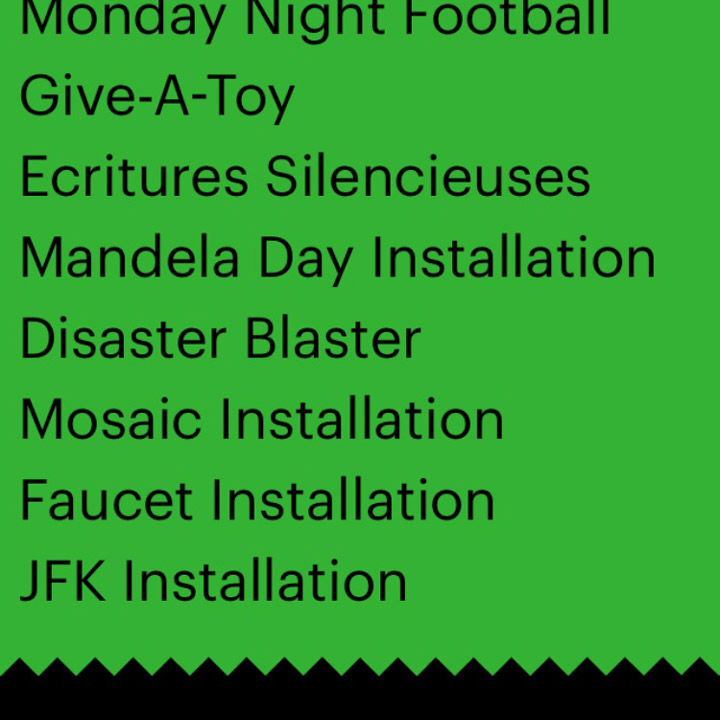 Monday Night Football
Give-A-Toy
Ecritures Silencieuses
Mandela Day Installation
Disaster Blaster
Mosaic Installation
Faucet Installation
JFK Installation